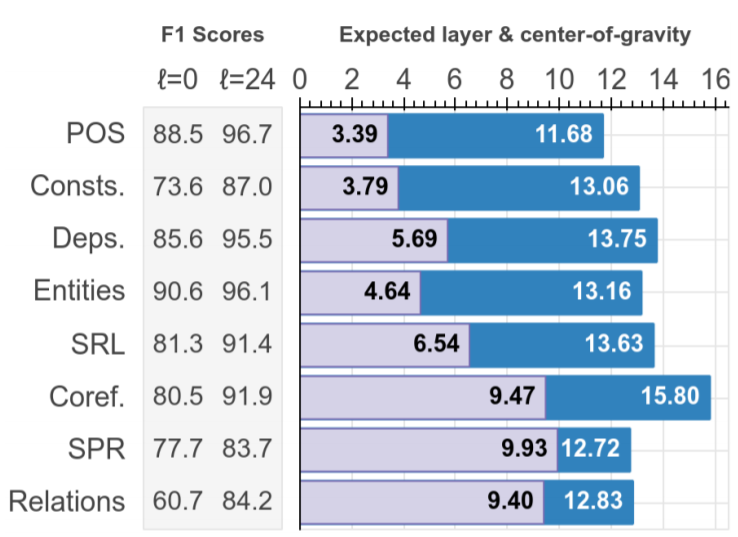 F1 Scores Expected layer & center-of-gravity
ℓ=0 ℓ=24 0 2 4 6 8 10 12 14 16
POS 88.5 96.7 3.39 11.68
Consts. 73.6 87.0 3.79 13.06
Deps. 85.6 95.5 5.69 13.75
Entities 90.6 96.1 4.64 13.16
SRL 81.3 91.4 6.54 13.63
Coref. 80.5 91.9 9.47 15.80
SPR 77.7 83.7 9.93 12.72
Relations 60.7 84.2 9.40 12.83